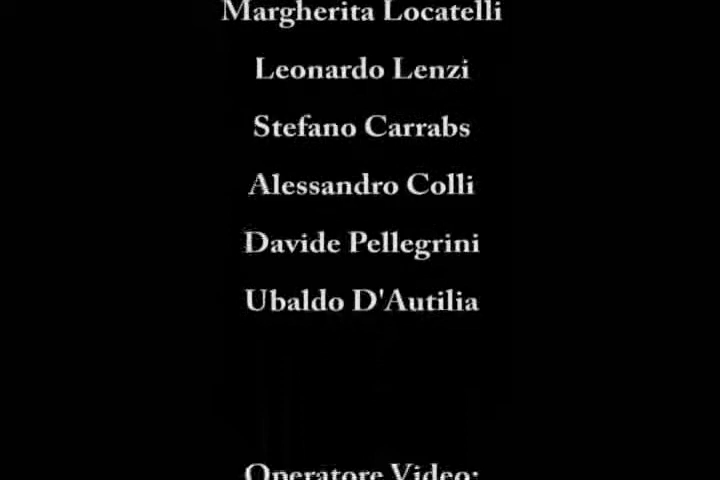 Margherita Locatelli
Leonardo Lenzi
Stefano Carrabs
Alessandro Colli
Davide Pellegrini
Ubaldo D'Autilia
Operatore Video: